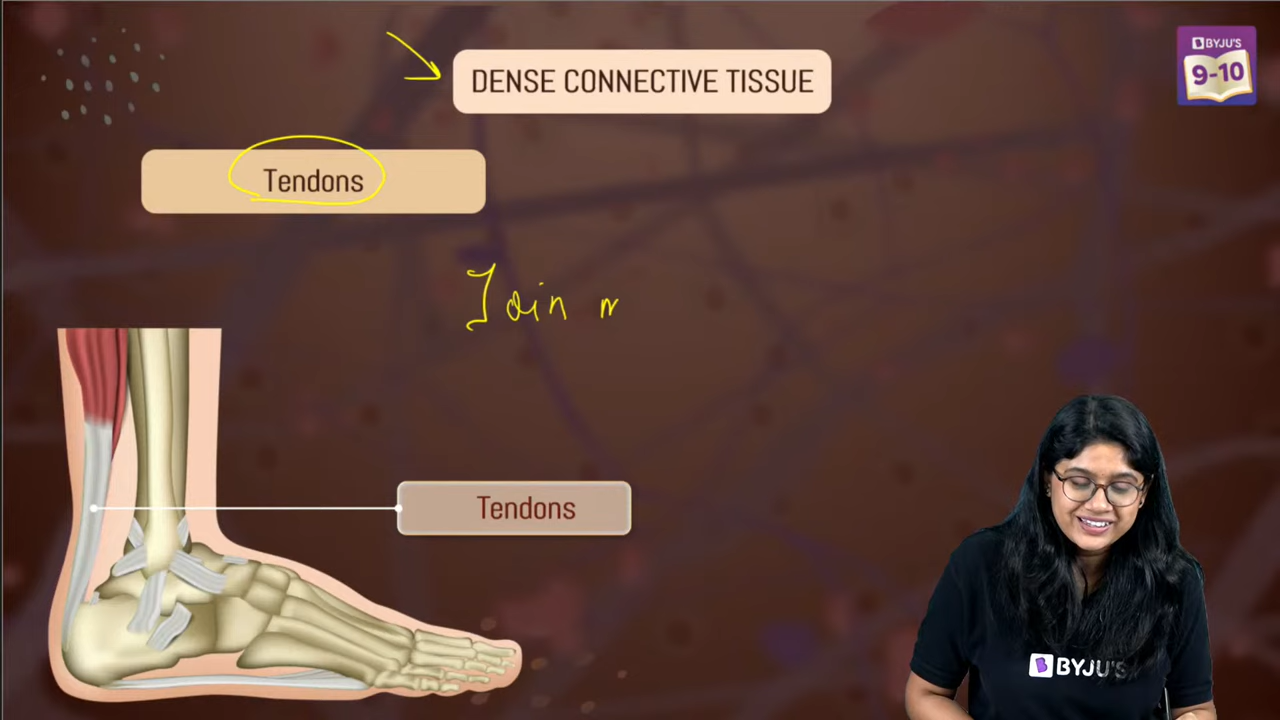 DENSE CONNECTIVE TISSUE
BYJU'S
9-10
Tendons
Join m
Tendons
BYJU'S